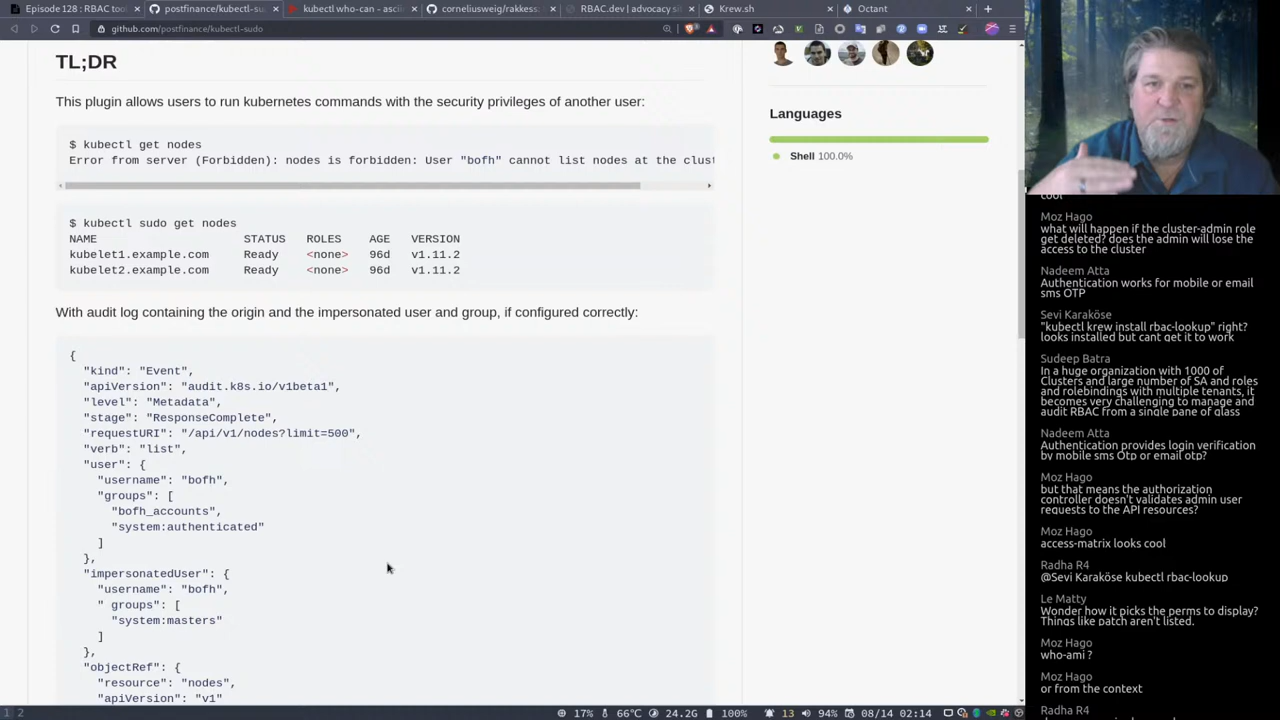 Episode 128 : RBAC tool
postfinance/kubectl-sud
kubectl who-can - ascii
corneliusweig/rakkess:
RBAC.dev | advocacy si
Krew.sh
Octant
github.com/postfinance/kubectl-sudo
TL;DR
This plugin allows users to run kubernetes commands with the security privileges of another user:
$ kubectl get nodes
Error from server (Forbidden): nodes is forbidden: User "bofh" cannot list nodes at the clust
$ kubectl sudo get nodes
NAME STATUS ROLES AGE VERSION
kubelet1.example.com Ready <none> 96d v1.11.2
kubelet2.example.com Ready <none> 96d v1.11.2
With audit log containing the origin and the impersonated user and group, if configured correctly:
{
"kind": "Event",
"apiVersion": "audit.k8s.io/v1beta1",
"level": "Metadata",
"stage": "ResponseComplete",
"requestURI": "/api/v1/nodes?limit=500",
"verb": "list",
"user": {
"username": "bofh",
"groups": [
"bofh_accounts",
"system:authenticated"
]
},
"impersonatedUser": {
"username": "bofh",
" groups": [
"system:masters"
]
},
"objectRef": {
"resource": "nodes",
"apiVersion": "v1"
Languages
Shell 100.0%
cool
Moz Hago
what will happen if the cluster-admin role
get deleted? does the admin will lose the
access to the cluster
Nadeem Atta
Authentication works for mobile or email
sms OTP
Sevi Karaköse
"kubectl krew install rbac-lookup" right?
looks installed but cant get it to work
Sudeep Batra
In a huge organization with 1000 of
Clusters and large number of SA and roles
and rolebindings with multiple tenants, it
becomes very challenging to manage and
audit RBAC from a single pane of glass
Nadeem Atta
Authentication provides login verification
by mobile sms Otp or email otp?
Moz Hago
but that means the authorization
controller doesn't validates admin user
requests to the API resources?
Moz Hago
access-matrix looks cool
Radha R4
@Sevi Karaköse kubectl rbac-lookup
Le Matty
Wonder how it picks the perms to display?
Things like patch aren't listed.
Moz Hago
who-ami ?
Moz Hago
or from the context
Radha R4
1 2
17% 66°C 24.2G 100% 13 94% 08/14 02:14